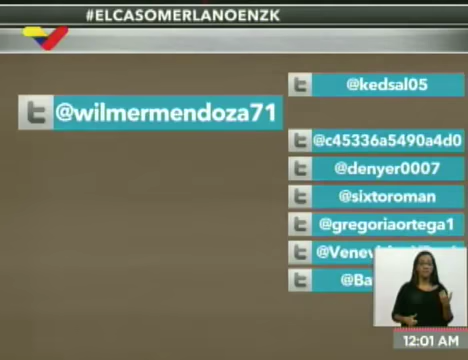 #ELCASOMERLANOENZK
@kedsal05
@wilmermendoza71
@c45336a5490a4d0
@denyer0007
@sixtoroman
@gregoriaortega1
12:01 AM